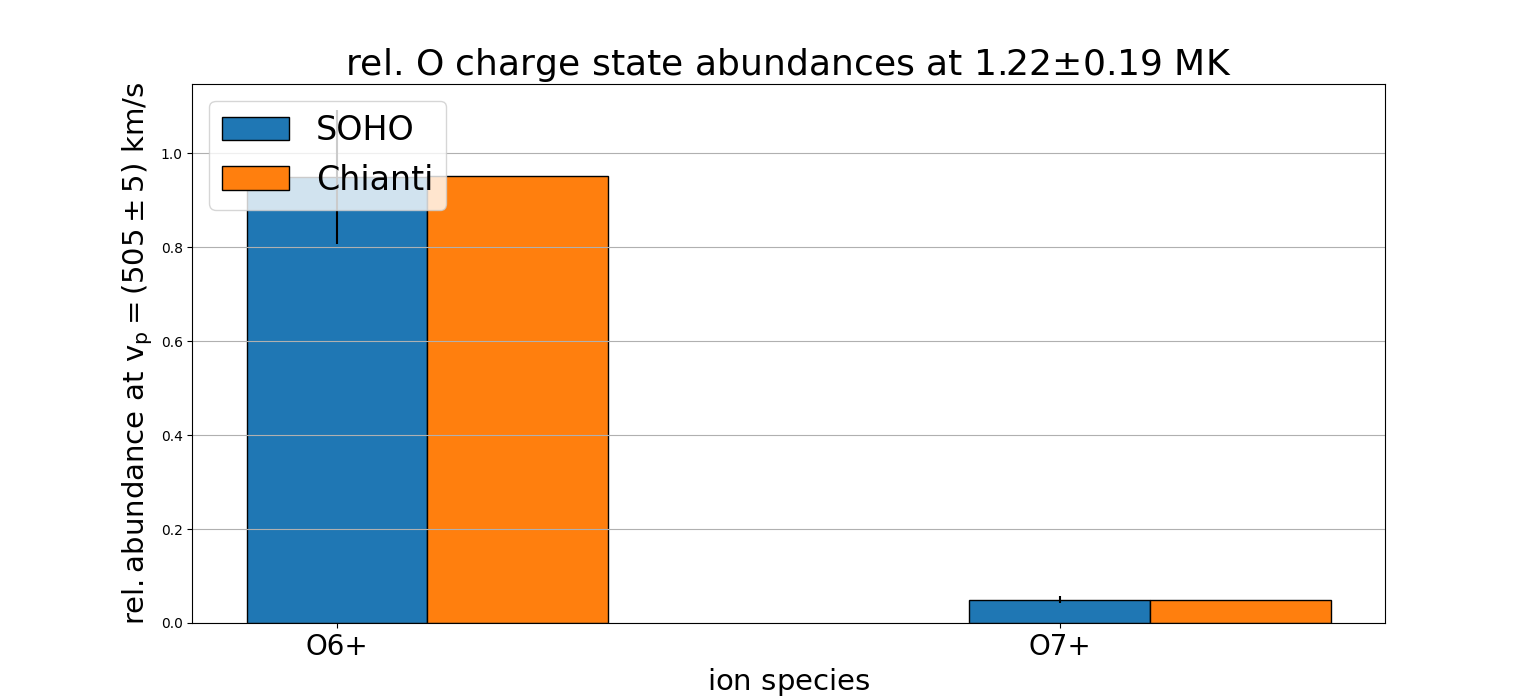 rel. O charge state abundances at 1.22±0.19 MK
rel. abundance at vₚ = (505 ± 5) km/s
SOHO
Chianti
1.0
0.8
0.6
0.4
0.2
0.0
O6+
O7+
ion species